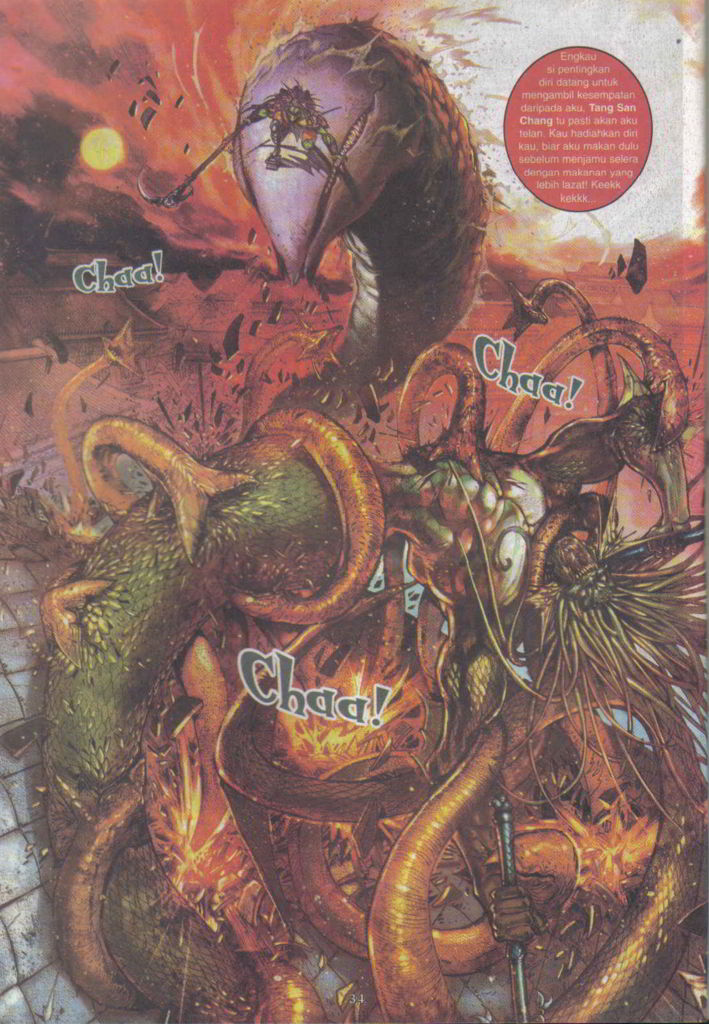 Engkau
si pentingkan
diri datang untuk
mengambil kesempatan
daripada aku. Tang San
Chang tu pasti akan aku
telan. Kau hadiahkan diri
kau, biar aku makan dulu
sebelum menjamu selera
dengan makanan yang
lebih lazat! Keekk
kekkk...
Chaa!
Chaa!
Chaa!
34